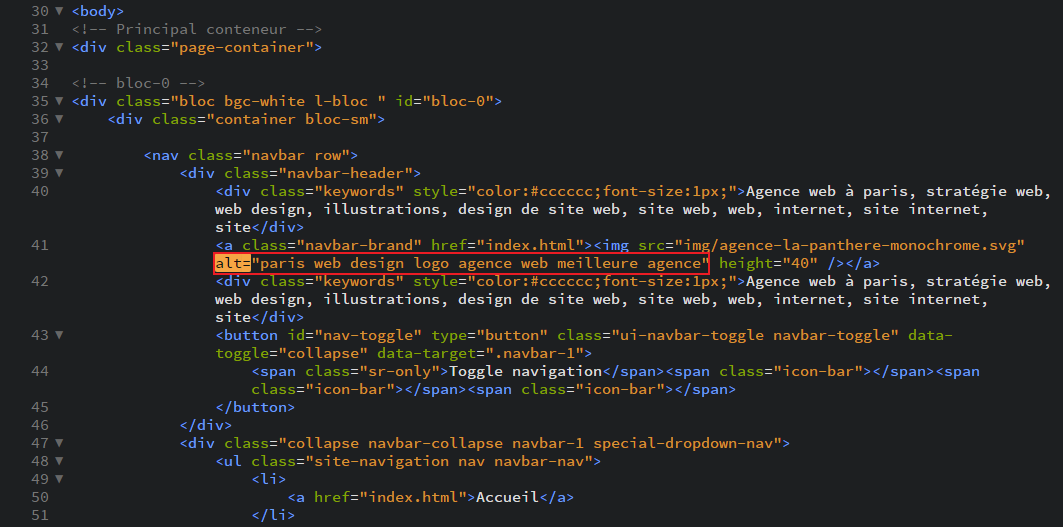 30 ▼ <body>
31 <!-- Principal conteneur -->
32 ▼ <div class="page-container">
33
34 <!-- bloc-0 -->
35 ▼ <div class="bloc bgc-white l-bloc " id="bloc-0">
36 ▼ <div class="container bloc-sm">
37
38 ▼ <nav class="navbar row">
39 ▼ <div class="navbar-header">
40 <div class="keywords" style="color:#cccccc;font-size:1px;">Agence web à paris, stratégie web,
web design, illustrations, design de site web, site web, web, internet, site internet,
site</div>
41 <a class="navbar-brand" href="index.html"><img src="img/agence-la-panthere-monochrome.svg"
alt="paris web design logo agence web meilleure agence" height="40" /></a>
42 <div class="keywords" style="color:#cccccc;font-size:1px;">Agence web à paris, stratégie web,
web design, illustrations, design de site web, site web, web, internet, site internet,
site</div>
43 ▼ <button id="nav-toggle" type="button" class="ui-navbar-toggle navbar-toggle" data-
toggle="collapse" data-target=".navbar-1">
44 <span class="sr-only">Toggle navigation</span><span class="icon-bar"></span><span
class="icon-bar"></span><span class="icon-bar"></span>
45 </button>
46 </div>
47 ▼ <div class="collapse navbar-collapse navbar-1 special-dropdown-nav">
48 ▼ <ul class="site-navigation nav navbar-nav">
49 ▼ <li>
50 <a href="index.html">Accueil</a>
51 </li>